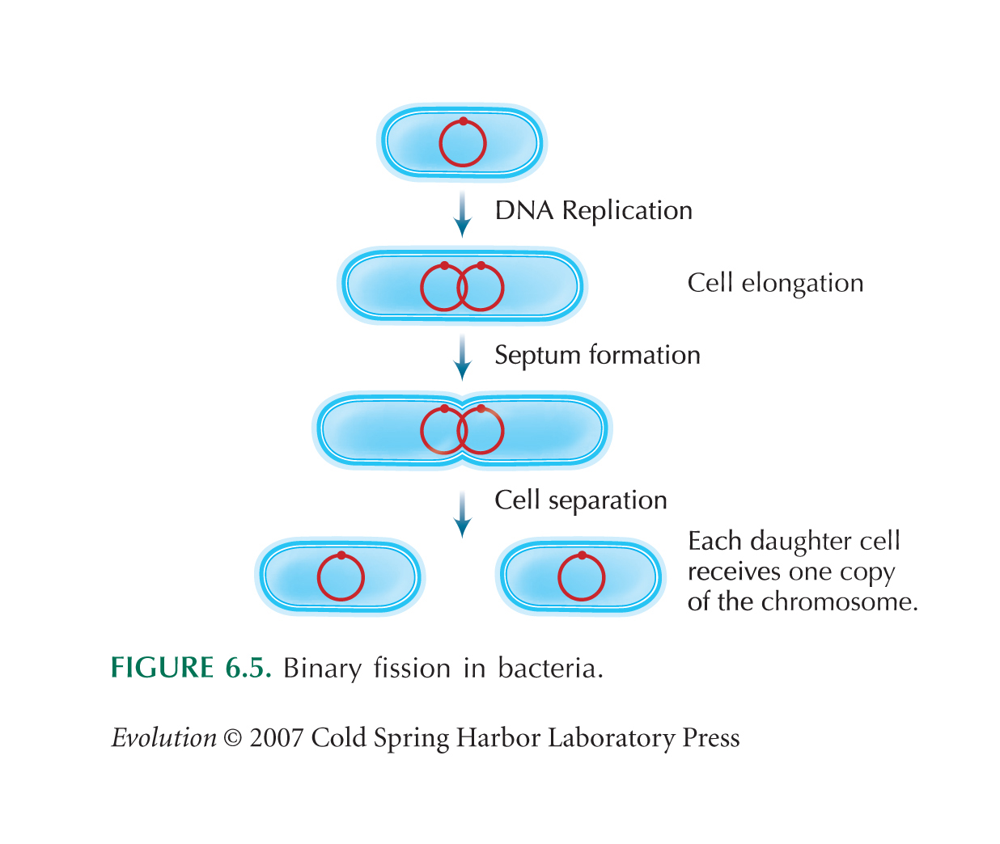 DNA Replication
Cell elongation
Septum formation
Cell separation
Each daughter cell
receives one copy
of the chromosome.
FIGURE 6.5. Binary fission in bacteria.
Evolution © 2007 Cold Spring Harbor Laboratory Press